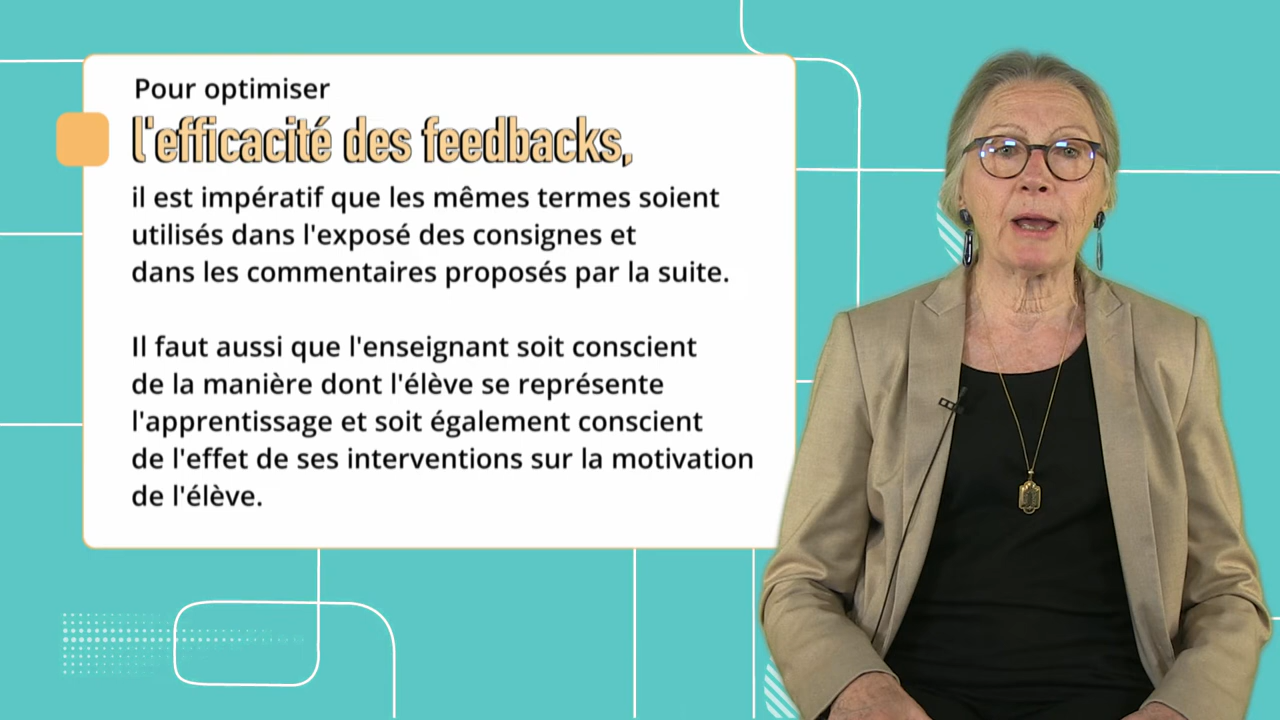 Pour optimiser
l'efficacité des feedbacks,
il est impératif que les mêmes termes soient
utilisés dans l'exposé des consignes et
dans les commentaires proposés par la suite.
Il faut aussi que l'enseignant soit conscient
de la manière dont l'élève se représente
l'apprentissage et soit également conscient
de l'effet de ses interventions sur la motivation
de l'élève.